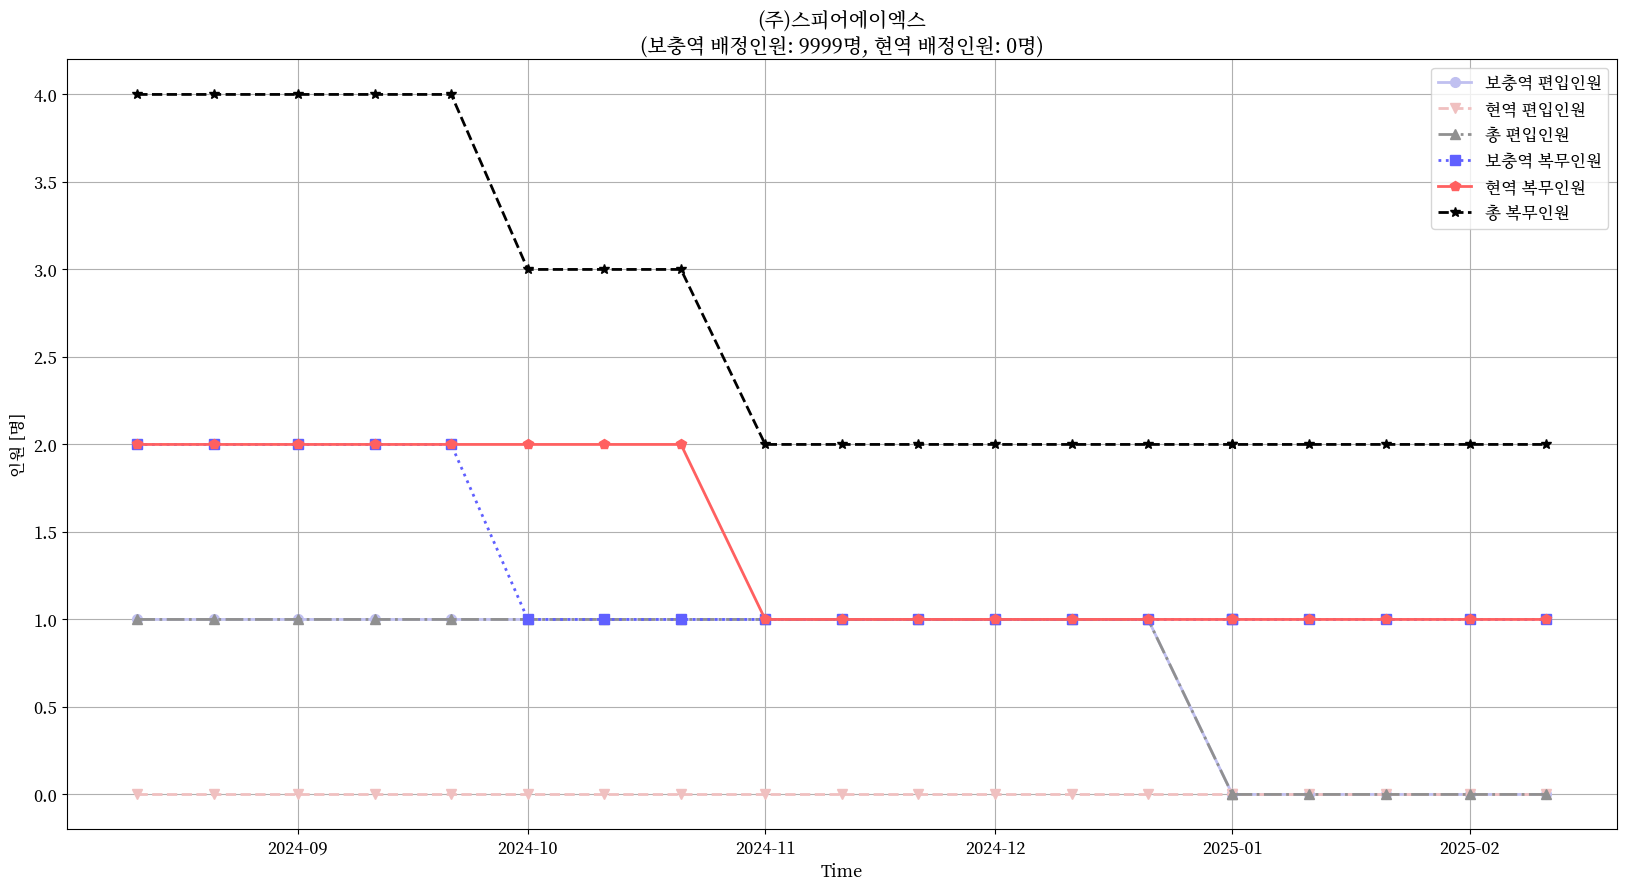 (주)스피어에이엑스
(보충역 배정인원: 9999명, 현역 배정인원: 0명)
보충역 편입인원
현역 편입인원
총 편입인원
보충역 복무인원
현역 복무인원
총 복무인원
인원 [명]
4.0
3.5
3.0
2.5
2.0
1.5
1.0
0.5
0.0
2024-09
2024-10
2024-11
2024-12
2025-01
2025-02
Time